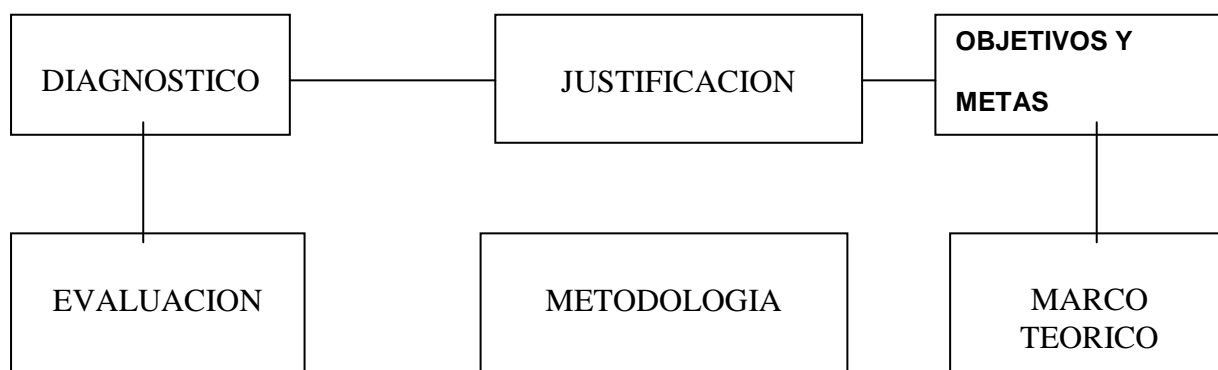 DIAGNOSTICO
JUSTIFICACION
OBJETIVOS Y
METAS
EVALUACION
METODOLOGIA
MARCO
TEORICO